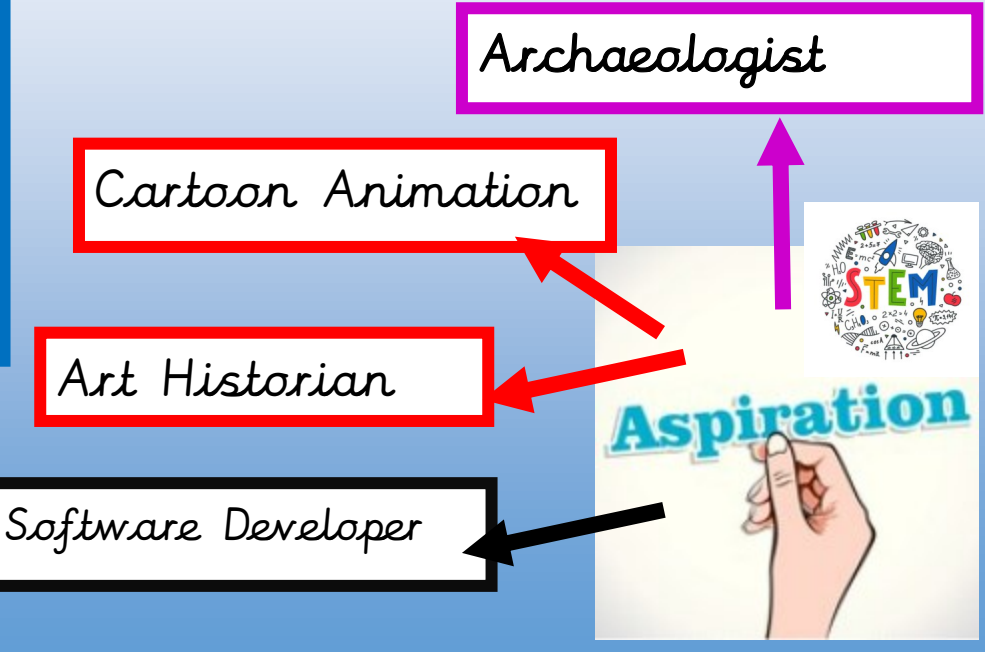 Archaeologist
Cartoon Animation
STEM
Art Historian
Aspiration
Software Developer